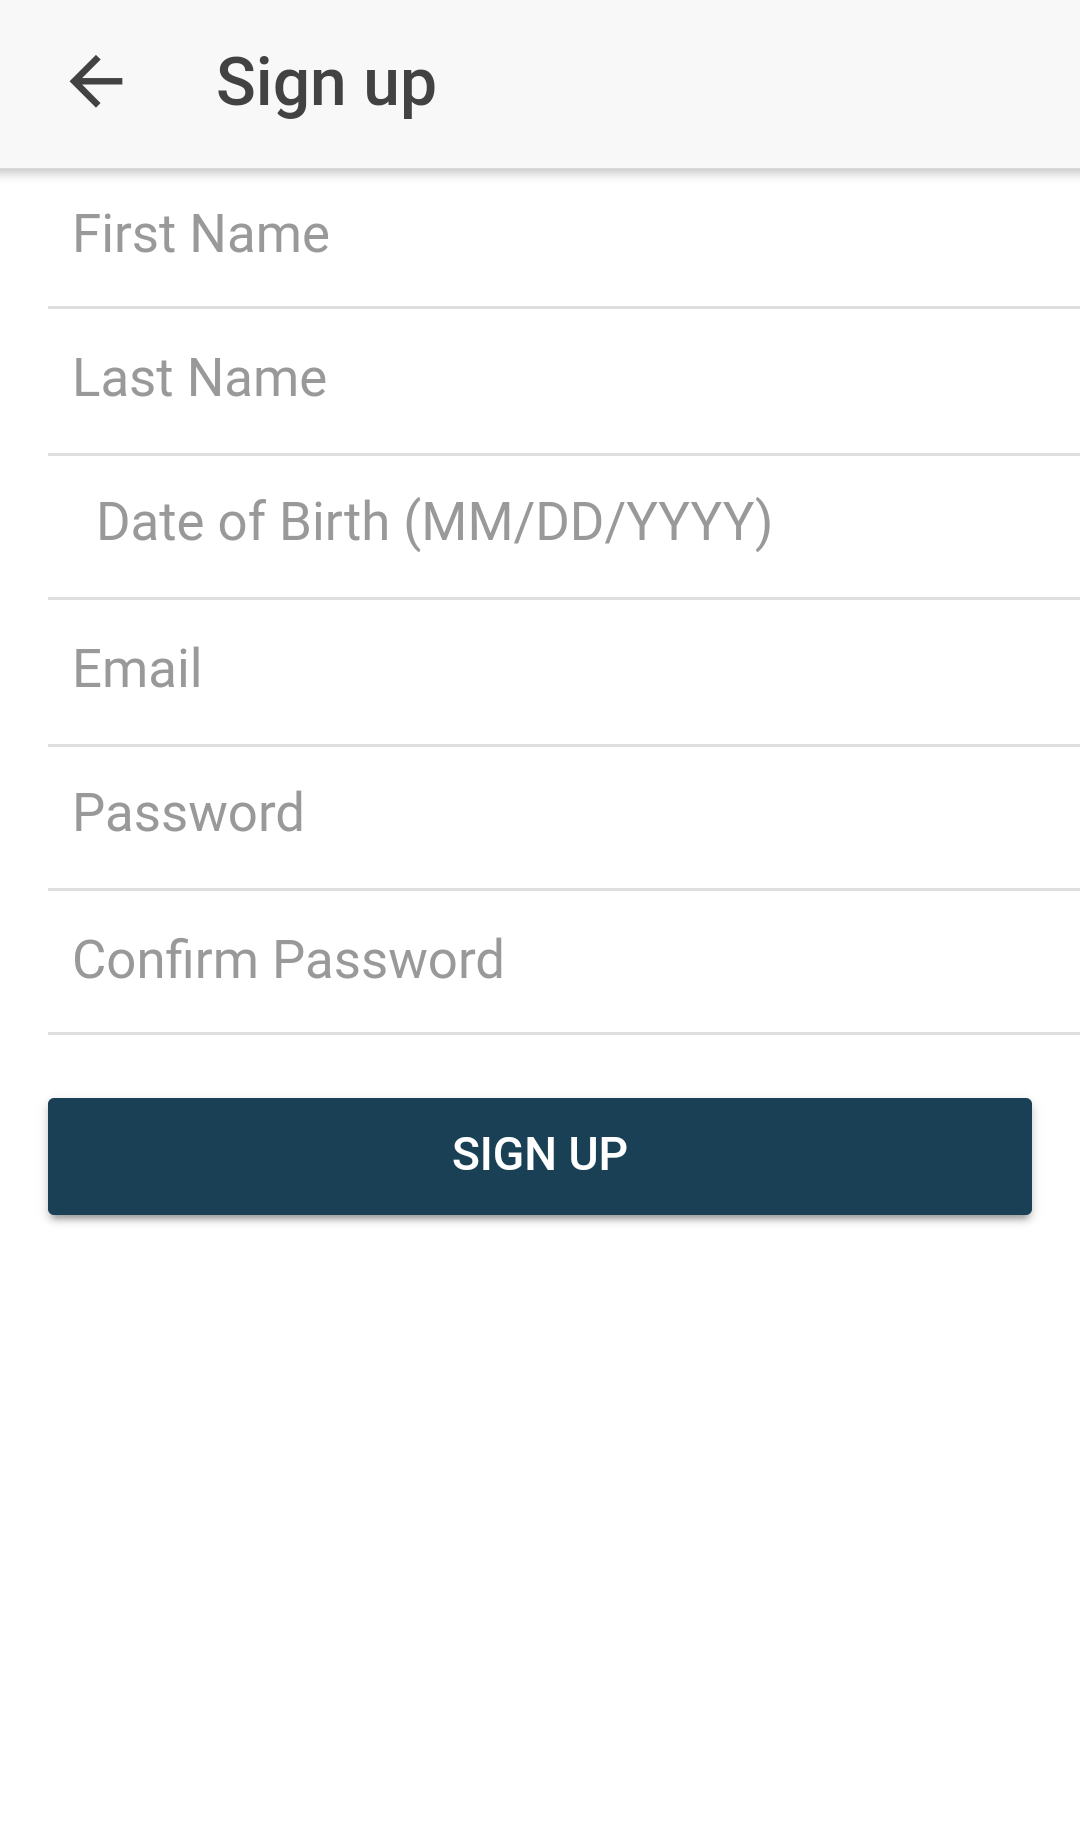 Sign up
First Name
Last Name
Date of Birth (MM/DD/YYYY)
Email
Password
Confirm Password
SIGN UP